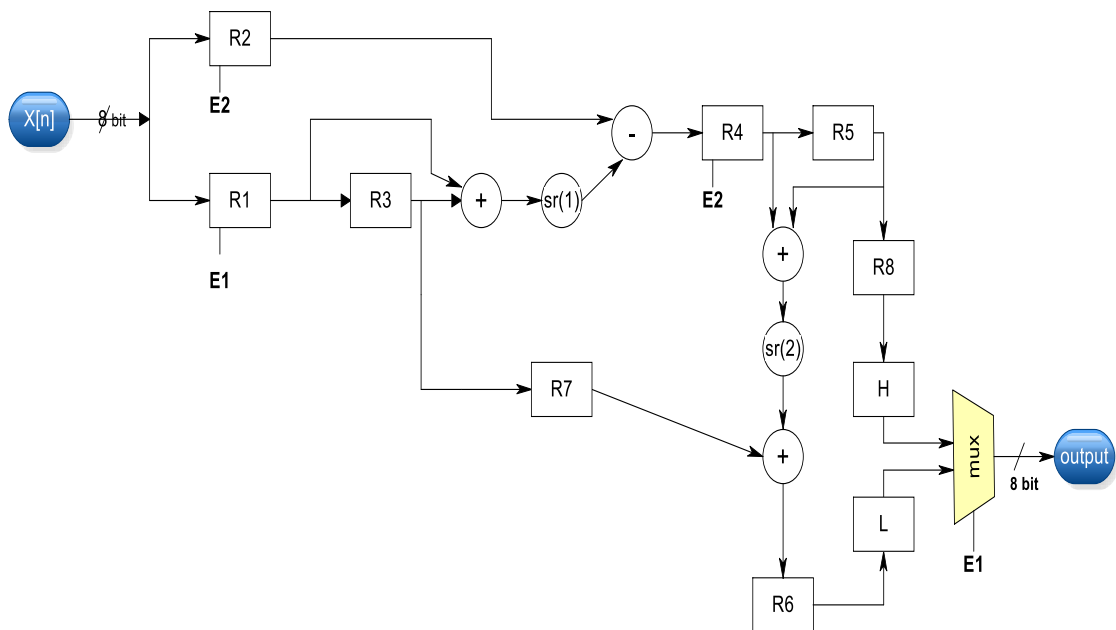 R2
E2
X[n]
8 bit
R1
E1
R3
+
sr(1)
-
R4
E2
R5
+
sr(2)
R8
R7
+
H
L
mux
E1
8 bit
output
R6